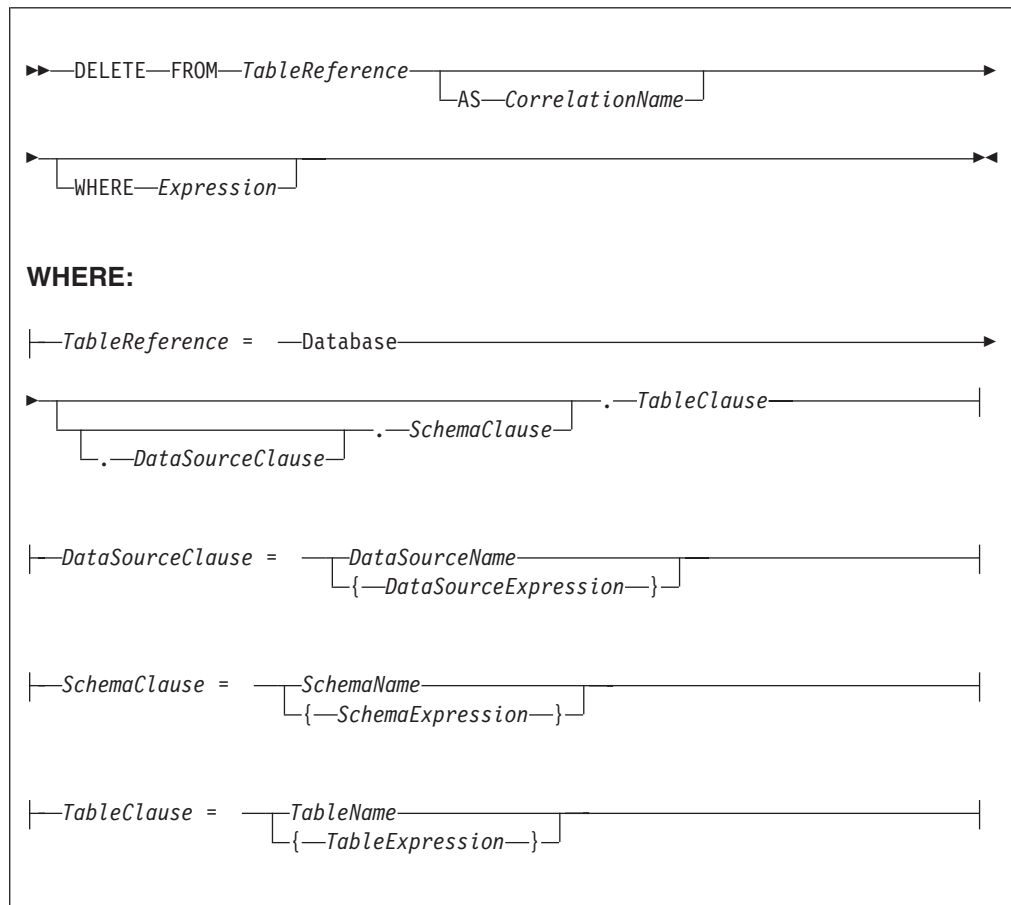 DELETE FROM TableReference
AS CorrelationName
WHERE Expression
WHERE:
TableReference = Database
. TableClause
. SchemaClause
. DataSourceClause
DataSourceClause = DataSourceName
{ DataSourceExpression }
SchemaClause = SchemaName
{ SchemaExpression }
TableClause = TableName
{ TableExpression }